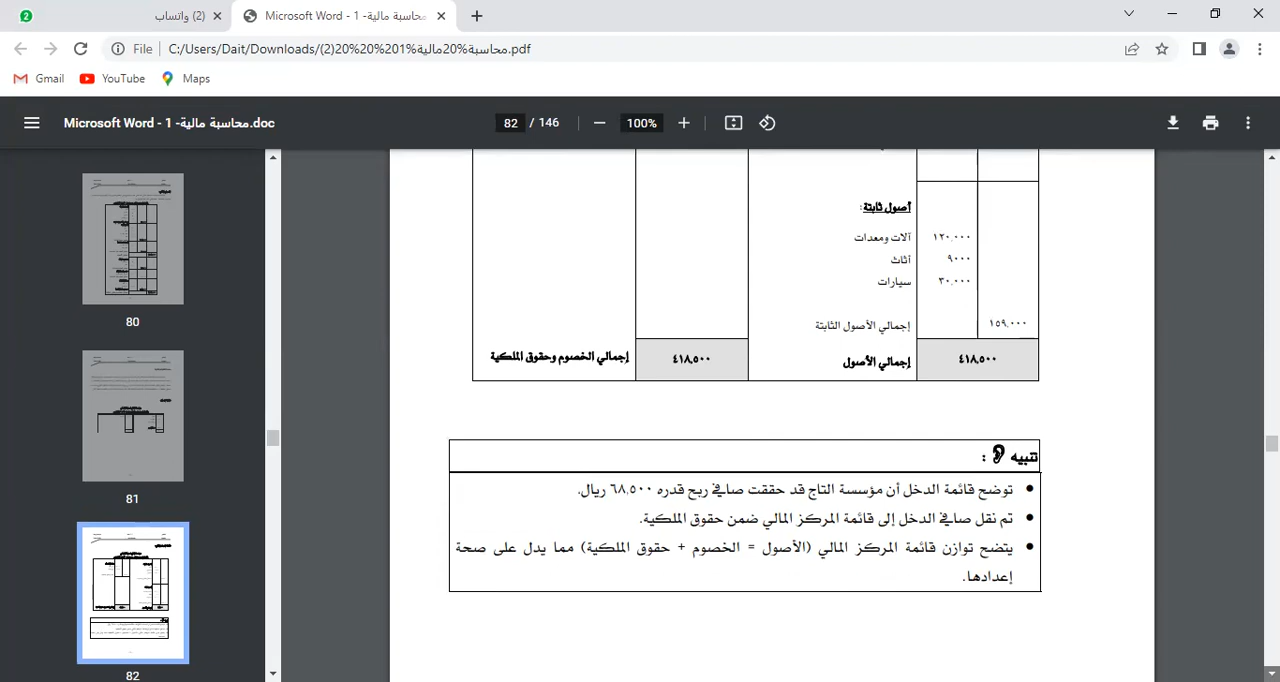 (2) واتساب
Microsoft Word - 1 -محاسبة مالية
2
File
C:/Users/Dait/Downloads/(2)20%20%201%محاسبة%20مالية.pdf
Gmail
YouTube
Maps
Microsoft Word - 1 -محاسبة مالية.doc
82 / 146
100%
80
81
82
أصول ثابتة:
آلات ومعدات ١٢٠,٠٠٠
أثاث ٩٠٠٠
سيارات ٣٠,٠٠٠
إجمالي الأصول الثابتة ١٥٩,٠٠٠
٤١٨,٥٠٠ إجمالي الأصول
٤١٨,٥٠٠ إجمالي الخصوم وحقوق الملكية
تنبيه :
• توضح قائمة الدخل أن مؤسسة التاج قد حققت صافي ربح قدره ٦٨,٥٠٠ ريال.
• تم نقل صافي الدخل إلى قائمة المركز المالي ضمن حقوق الملكية.
• يتضح توازن قائمة المركز المالي (الأصول = الخصوم + حقوق الملكية) مما يدل على صحة
إعدادها.